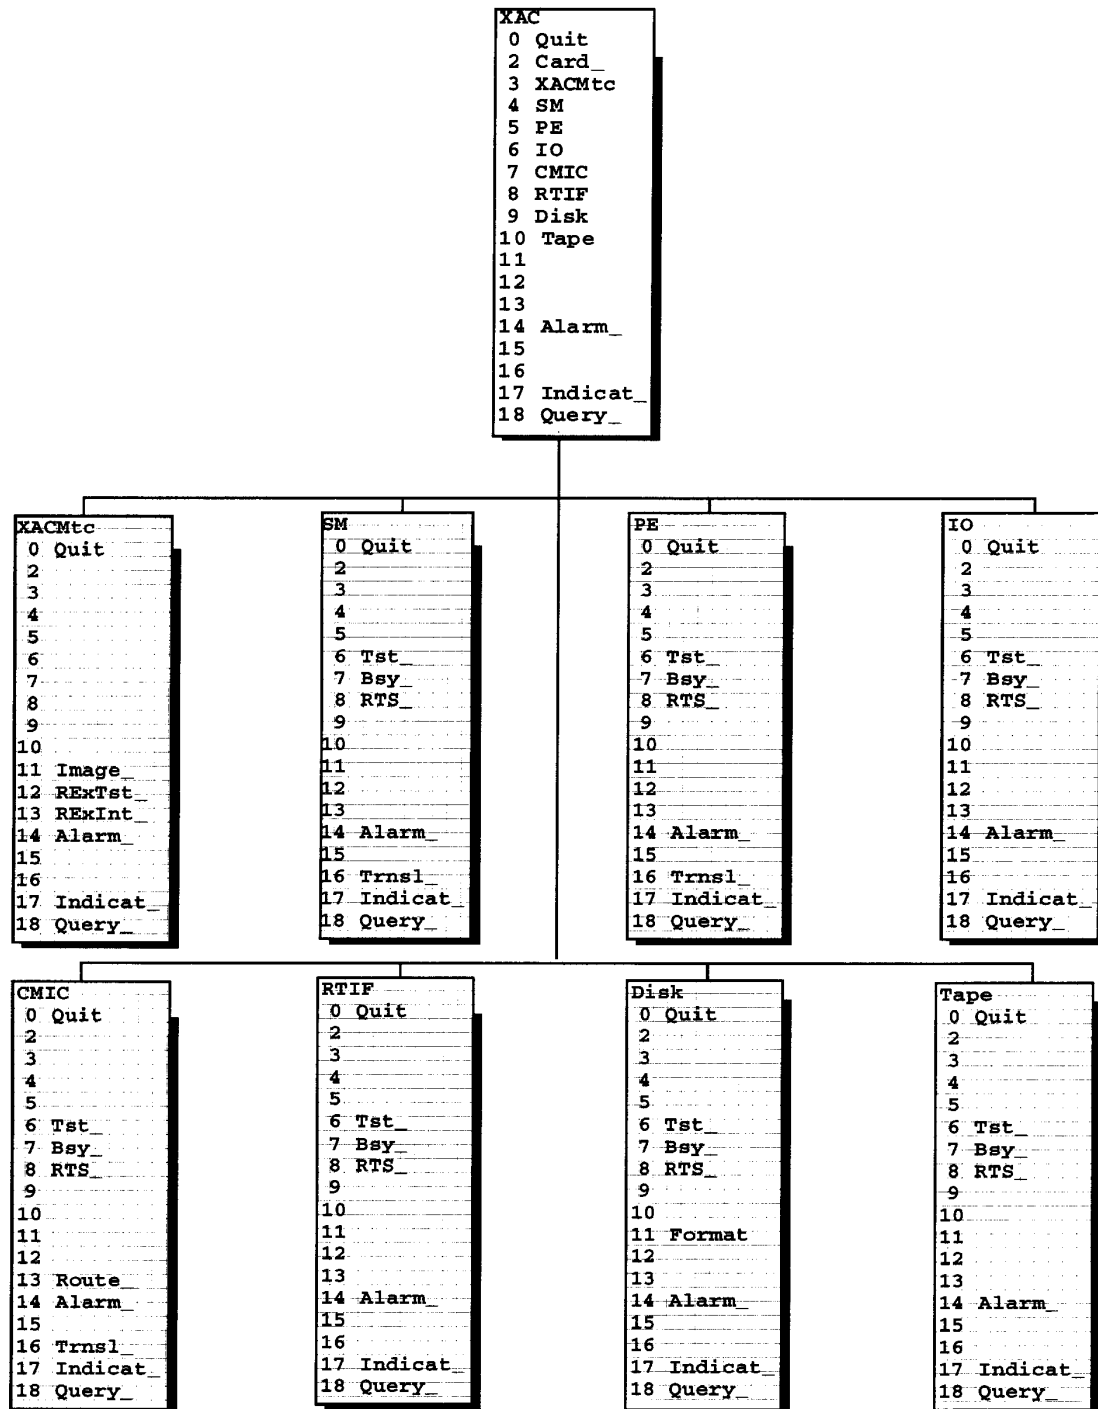 XAC
0 Quit
2 Card_
3 XACMtc
4 SM
5 PE
6 IO
7 CMIC
8 RTIF
9 Disk
10 Tape
11
12
13
14 Alarm_
15
16
17 Indicat_
18 Query_
XACMtc
0 Quit
2
3
4
5
6
7
8
9
10
11 Image_
12 RExTst_
13 RExInt_
14 Alarm_
15
16
17 Indicat_
18 Query_
SM
0 Quit
2
3
4
5
6 Tst_
7 Bsy_
8 RTS_
9
10
11
12
13
14 Alarm_
15
16 Trnsl_
17 Indicat_
18 Query_
PE
0 Quit
2
3
4
5
6 Tst_
7 Bsy_
8 RTS_
9
10
11
12
13
14 Alarm_
15
16 Trnsl_
17 Indicat_
18 Query_
IO
0 Quit
2
3
4
5
6 Tst_
7 Bsy_
8 RTS_
9
10
11
12
13
14 Alarm_
15
16
17 Indicat_
18 Query_
CMIC
0 Quit
2
3
4
5
6 Tst_
7 Bsy_
8 RTS_
9
10
11
12
13 Route_
14 Alarm_
15
16 Trnsl_
17 Indicat_
18 Query_
RTIF
0 Quit
2
3
4
5
6 Tst_
7 Bsy_
8 RTS_
9
10
11
12
13
14 Alarm_
15
16
17 Indicat_
18 Query_
Disk
0 Quit
2
3
4
5
6 Tst_
7 Bsy_
8 RTS_
9
10
11 Format
12
13
14 Alarm_
15
16
17 Indicat_
18 Query_
Tape
0 Quit
2
3
4
5
6 Tst_
7 Bsy_
8 RTS_
9
10
11
12
13
14 Alarm_
15
16
17 Indicat_
18 Query_